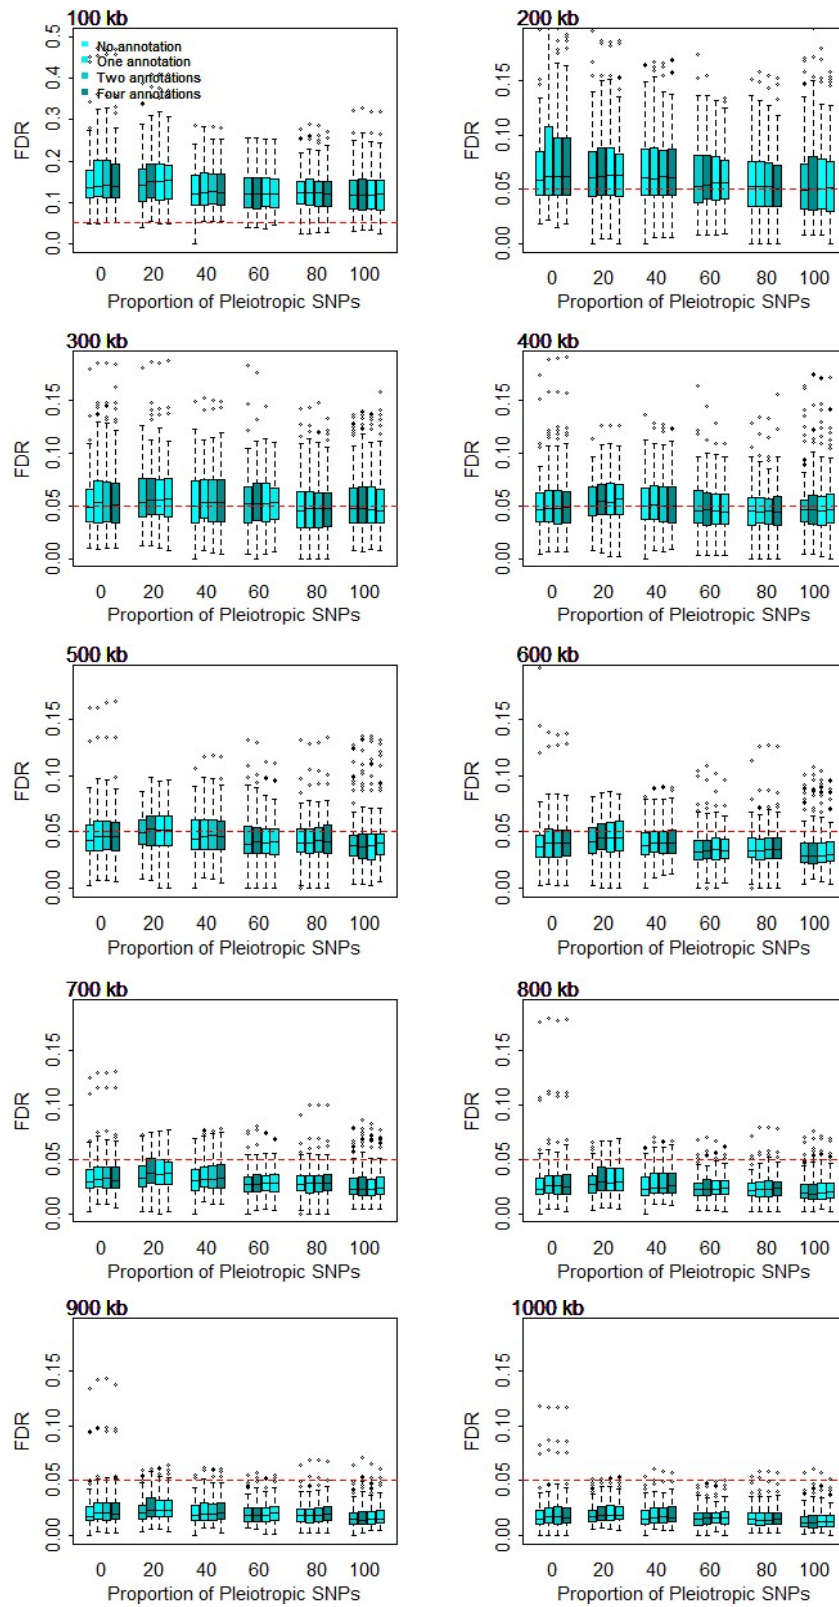 100 kb
200 kb
No annotation
One annotation
Two annotations
Four annotations
FDR
0.0 0.1 0.2 0.3 0.4 0.5
0 20 40 60 80 100
Proportion of Pleiotropic SNPs
FDR
0.00 0.05 0.10 0.15
0 20 40 60 80 100
Proportion of Pleiotropic SNPs
300 kb
FDR
0.00 0.05 0.10 0.15
0 20 40 60 80 100
Proportion of Pleiotropic SNPs
400 kb
FDR
0.00 0.05 0.10 0.15
0 20 40 60 80 100
Proportion of Pleiotropic SNPs
500 kb
FDR
0.00 0.05 0.10 0.15
0 20 40 60 80 100
Proportion of Pleiotropic SNPs
600 kb
FDR
0.00 0.05 0.10 0.15
0 20 40 60 80 100
Proportion of Pleiotropic SNPs
700 kb
FDR
0.00 0.05 0.10 0.15
0 20 40 60 80 100
Proportion of Pleiotropic SNPs
800 kb
FDR
0.00 0.05 0.10 0.15
0 20 40 60 80 100
Proportion of Pleiotropic SNPs
900 kb
FDR
0.00 0.05 0.10 0.15
0 20 40 60 80 100
Proportion of Pleiotropic SNPs
1000 kb
FDR
0.00 0.05 0.10 0.15
0 20 40 60 80 100
Proportion of Pleiotropic SNPs